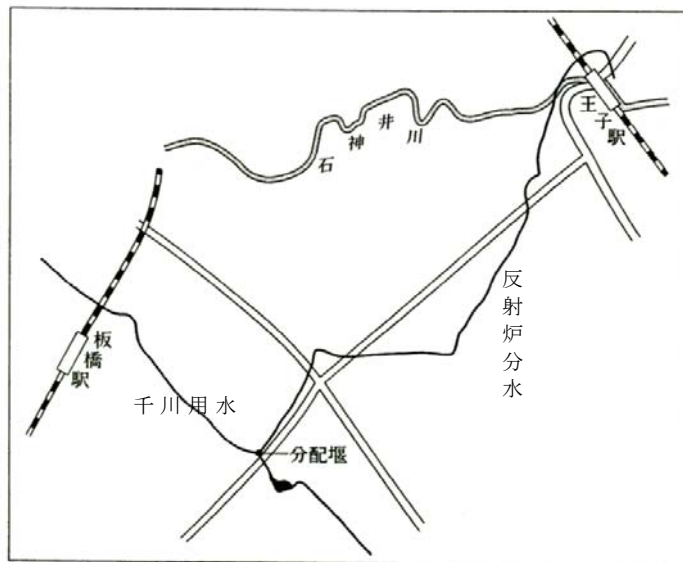 王子駅
石神井川
反射炉分水
板橋駅
千川用水
分配堰